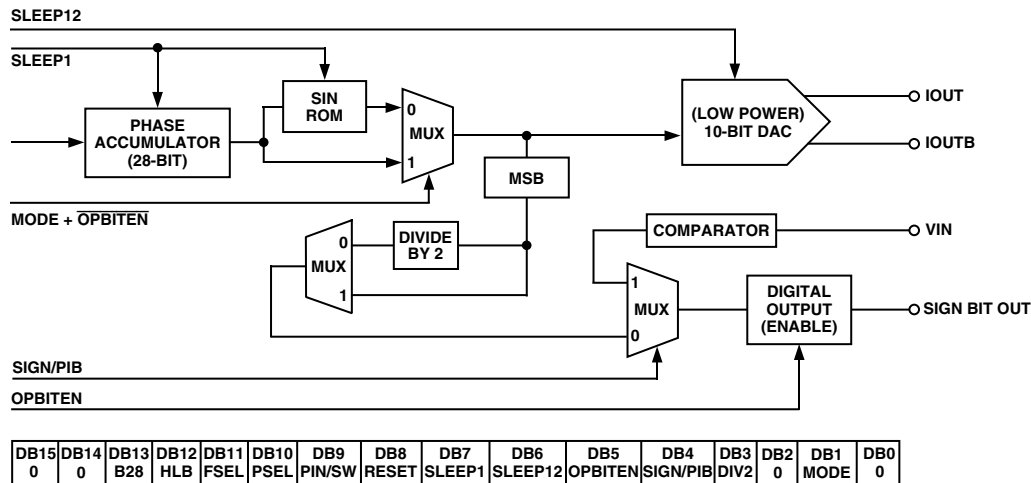 SLEEP12
SLEEP1
SIN
ROM
0
MUX
1
PHASE
ACCUMULATOR
(28-BIT)
(LOW POWER)
10-BIT DAC
IOUT
IOUTB
MSB
MODE + OPBITEN
0
MUX
1
DIVIDE
BY 2
COMPARATOR
VIN
1
MUX
0
DIGITAL
OUTPUT
(ENABLE)
SIGN BIT OUT
SIGN/PIB
OPBITEN
DB15 DB14 DB13 DB12 DB11 DB10 DB9 DB8 DB7 DB6 DB5 DB4 DB3 DB2 DB1 DB0
0 0 B28 HLB FSEL PSEL PIN/SW RESET SLEEP1 SLEEP12 OPBITEN SIGN/PIB DIV2 0 MODE 0